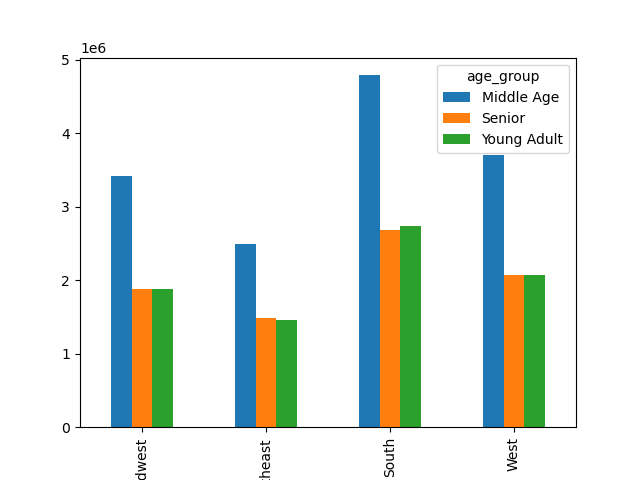 1e6
5
4
3
2
1
0
age_group
Middle Age
Senior
Young Adult
dwest
theast
South
West